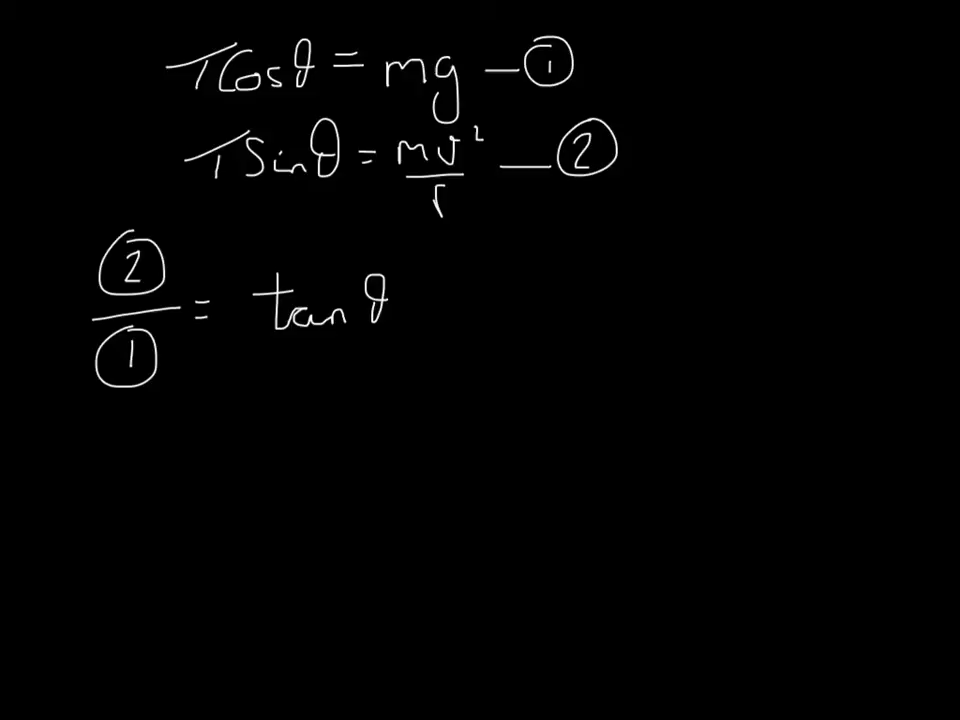 Tcosθ = mg — ①
Tsinθ = mv²/r — ②
②/① = tanθ